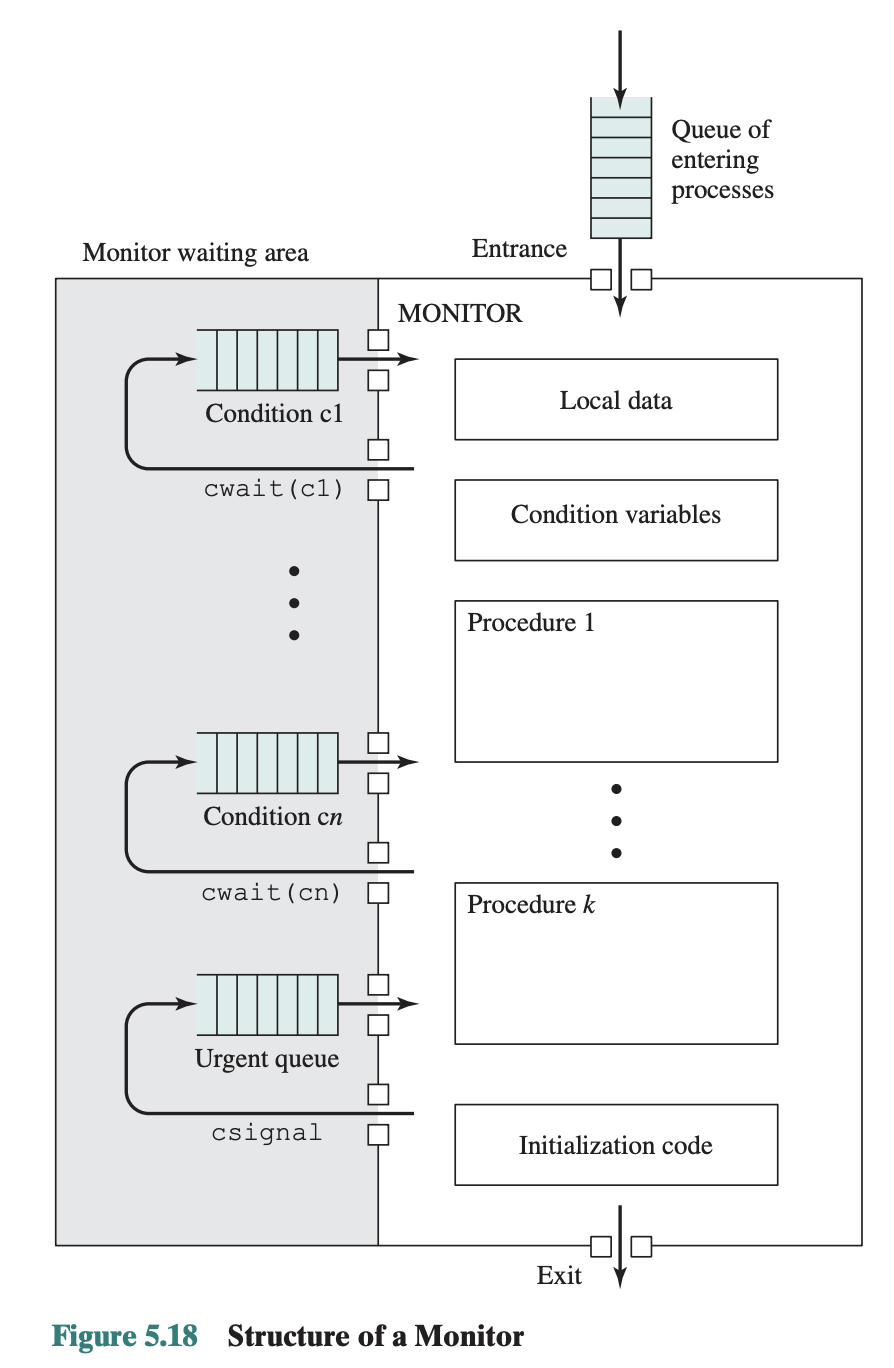 Queue of
entering
processes
Entrance
Monitor waiting area
MONITOR
Condition c1
cwait(c1)
Local data
Condition variables
Procedure 1
Condition cn
cwait(cn)
Procedure k
Urgent queue
csignal
Initialization code
Exit
Figure 5.18 Structure of a Monitor